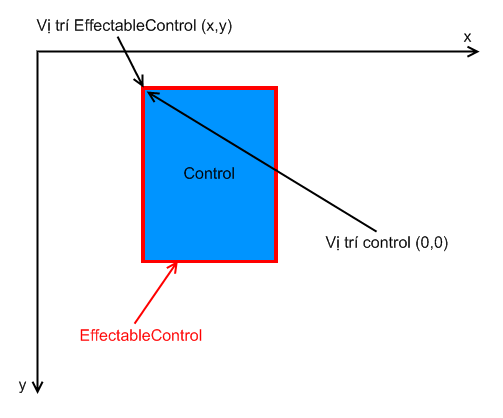 Vị trí EffectableControl (x,y)
x
Control
Vị trí control (0,0)
EffectableControl
y